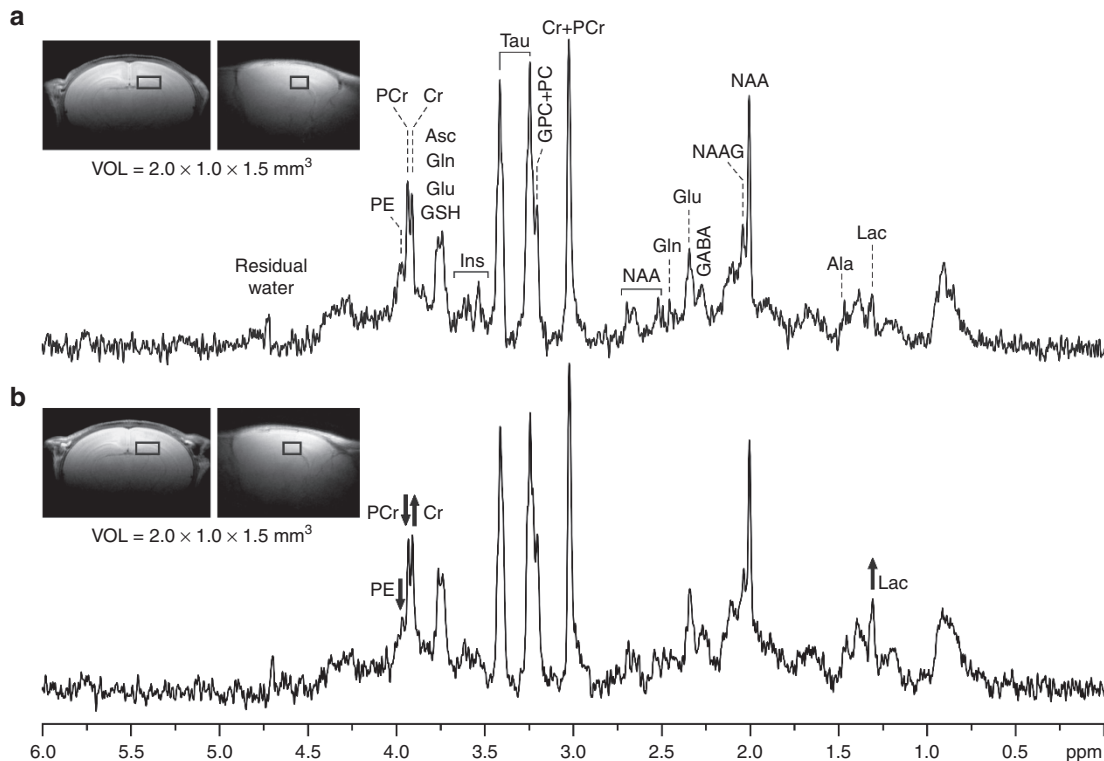 a
VOL = 2.0 × 1.0 × 1.5 mm³
Residual
water
PE
PCr
Cr
Asc
Gln
Glu
GSH
Ins
Tau
GPC+PC
Cr+PCr
NAA
Gln
Glu
GABA
NAAG
NAA
Ala
Lac
b
VOL = 2.0 × 1.0 × 1.5 mm³
PCr
Cr
PE
Lac
6.0 5.5 5.0 4.5 4.0 3.5 3.0 2.5 2.0 1.5 1.0 0.5 ppm